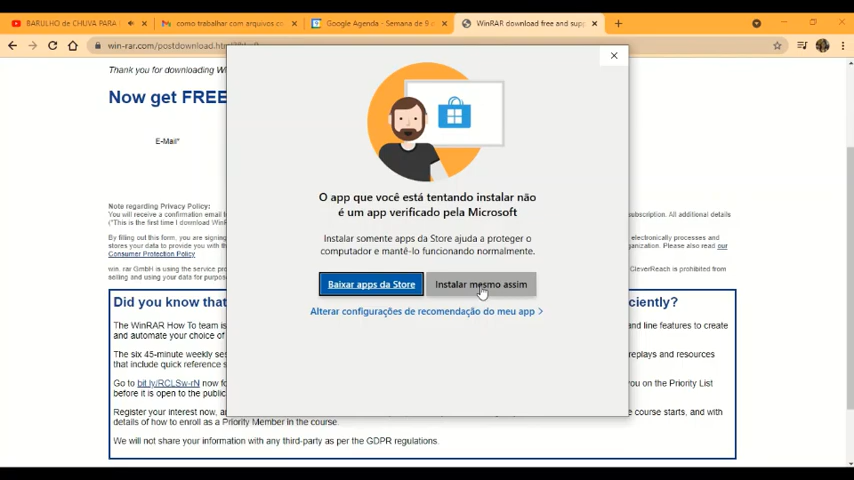 BARULHO DE CHUVA PARA
como trabalhar com arquivos c
Google Agenda - Semana de 9 d
WinRAR download free and supp
win-rar.com/postdownload.ht
Thank you for downloading Wi
Now get FREE
E-Mail*
O app que você está tentando instalar não
é um app verificado pela Microsoft
Instalar somente apps da Store ajuda a proteger o
computador e mantê-lo funcionando normalmente.
Baixar apps da Store
Instalar mesmo assim
Alterar configurações de recomendação do meu app >
Note regarding Privacy Policy:
You will receive a confirmation email t
subscription. All additional details
("This is the first time I download WinR
By filling out this form, you are signing
electronically processes and
stores your data to provide you with th
organization. Please also read our
Consumer Protection Policy
win.rar GmbH is using the service pro
CleverReach is prohibited from
selling and using your data for purpos
Did you know that
ciently?
The WinRAR How To team is
and line features to create
and automate your choice of
The six 45-minute weekly ses
replays and resources
that include quick reference s
Go to bit.ly/RCLSw-rN now fo
you on the Priority List
before it is open to the public
Register your interest now, an
course starts, and with
details of how to enroll as a Priority Member in the course.
We will not share your information with any third-party as per the GDPR regulations.